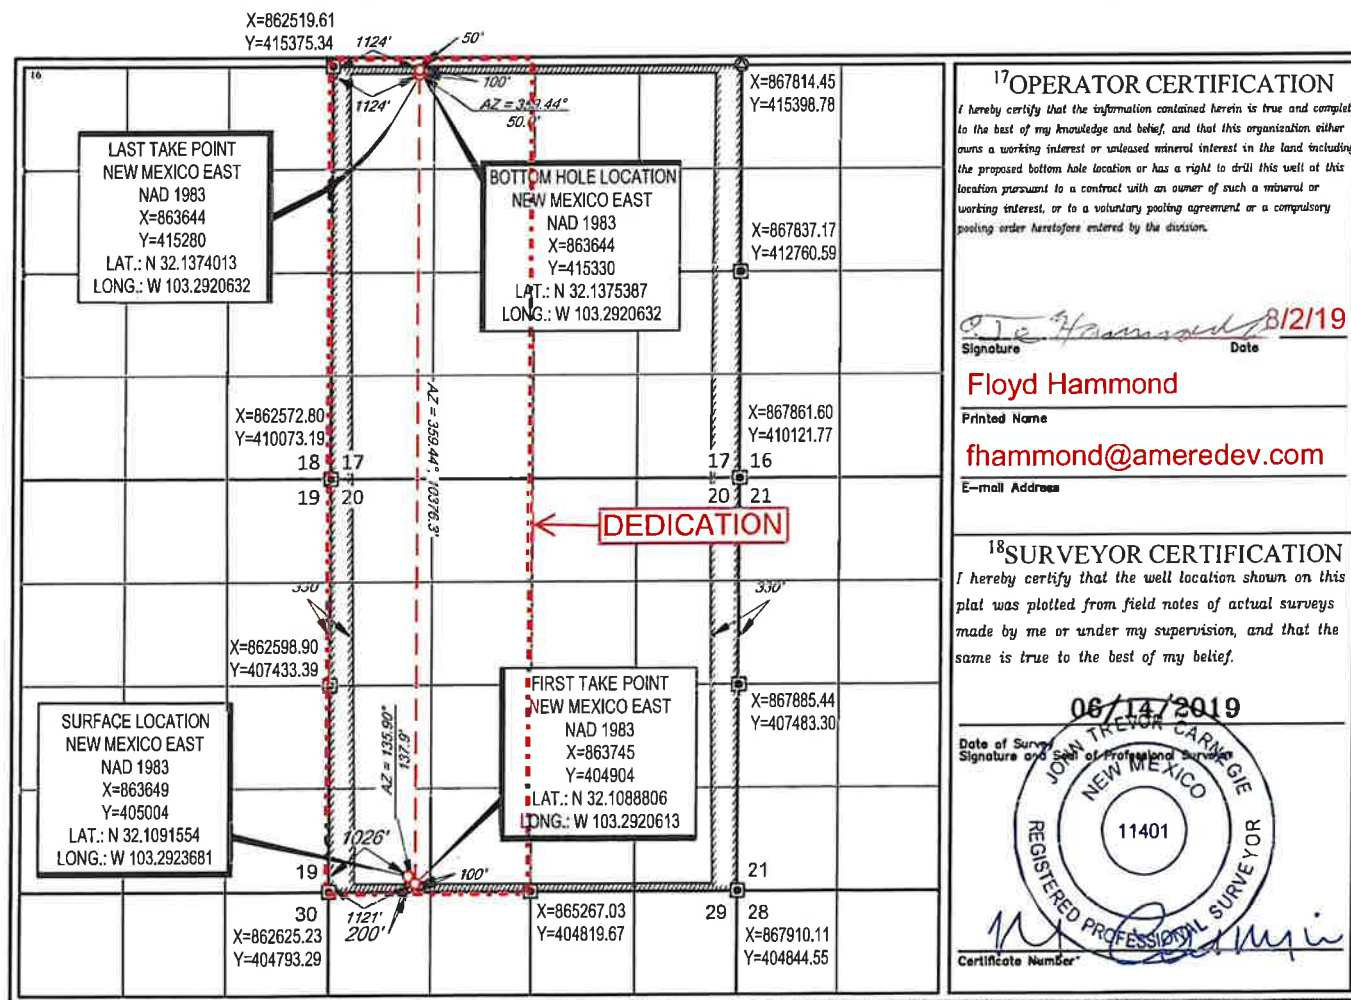 X=862519.61
Y=415375.34
1124'
50'
16
1124'
100'
AZ = 359.44°
50.0'
X=867814.45
Y=415398.78
LAST TAKE POINT
NEW MEXICO EAST
NAD 1983
X=863644
Y=415280
LAT.: N 32.1374013
LONG.: W 103.2920632
BOTTOM HOLE LOCATION
NEW MEXICO EAST
NAD 1983
X=863644
Y=415330
LAT.: N 32.1375387
LONG.: W 103.2920632
X=867837.17
Y=412760.59
X=862572.80
Y=410073.19
AZ = 359.44°, 10376.3'
X=867861.60
Y=410121.77
18 17
19 20
17 16
20 21
DEDICATION
330'
330'
X=862598.90
Y=407433.39
X=867885.44
Y=407483.30
SURFACE LOCATION
NEW MEXICO EAST
NAD 1983
X=863649
Y=405004
LAT.: N 32.1091554
LONG.: W 103.2923681
AZ = 135.90°
137.9'
FIRST TAKE POINT
NEW MEXICO EAST
NAD 1983
X=863745
Y=404904
LAT.: N 32.1088806
LONG.: W 103.2920613
1026'
100'
19
30
1121'
200'
21
29 28
X=862625.23
Y=404793.29
X=865267.03
Y=404819.67
X=867910.11
Y=404844.55
17 OPERATOR CERTIFICATION
I hereby certify that the information contained herein is true and complete
to the best of my knowledge and belief, and that this organization either
owns a working interest or unleased mineral interest in the land including
the proposed bottom hole location or has a right to drill this well at this
location pursuant to a contract with an owner of such a mineral or
working interest, or to a voluntary pooling agreement or a compulsory
pooling order heretofore entered by the division.
8/2/19
Signature Date
Floyd Hammond
Printed Name
fhammond@ameredev.com
E-mail Address
18 SURVEYOR CERTIFICATION
I hereby certify that the well location shown on this
plat was plotted from field notes of actual surveys
made by me or under my supervision, and that the
same is true to the best of my belief.
06/14/2019
Date of Survey
Signature and Seal of Professional Surveyor
JOHN TREVOR CARNEGIE
NEW MEXICO
11401
REGISTERED PROFESSIONAL SURVEYOR
Certificate Number